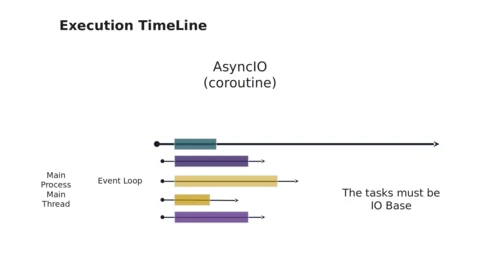 Execution TimeLine
AsyncIO
(coroutine)
Main
Process
Main
Thread
Event Loop
The tasks must be
IO Base